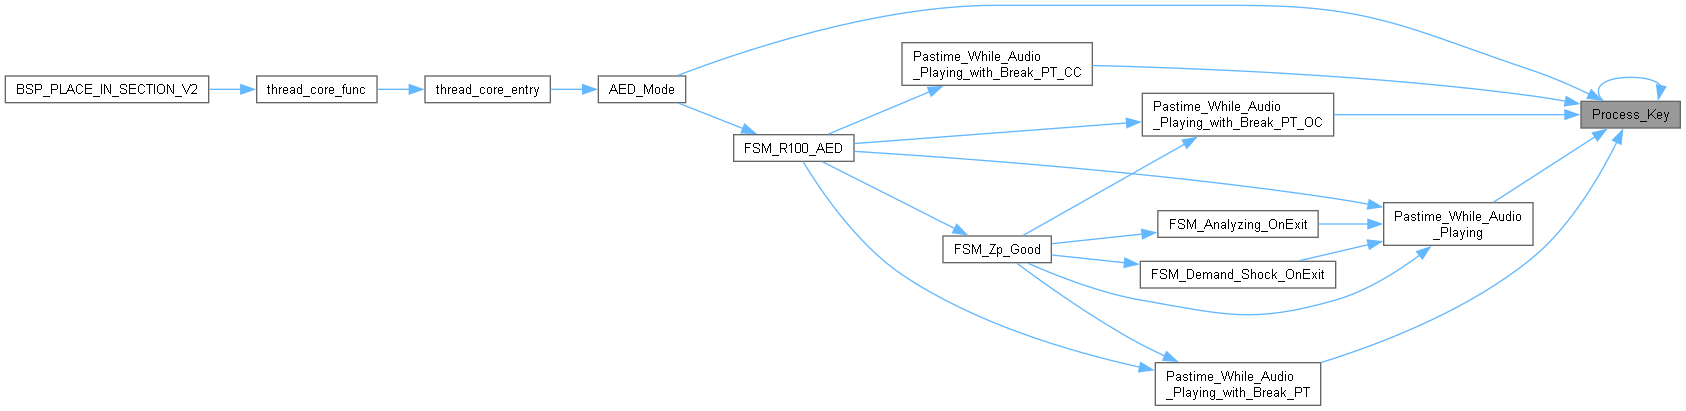 BSP_PLACE_IN_SECTION_V2
thread_core_func
thread_core_entry
AED_Mode
Pastime_While_Audio
_Playing_with_Break_PT_CC
Pastime_While_Audio
_Playing_with_Break_PT_OC
Process_Key
FSM_R100_AED
Pastime_While_Audio
_Playing
FSM_Analyzing_OnExit
FSM_Zp_Good
FSM_Demand_Shock_OnExit
Pastime_While_Audio
_Playing_with_Break_PT